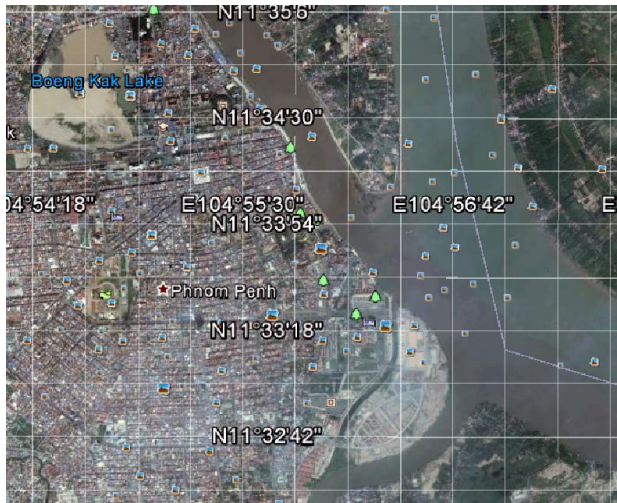 N11°35'6"
Boeng Kak Lake
N11°34'30"
k
04°54'18" E104°55'30" E104°56'42" E
N11°33'54"
Phnom Penh
N11°33'18"
N11°32'42"